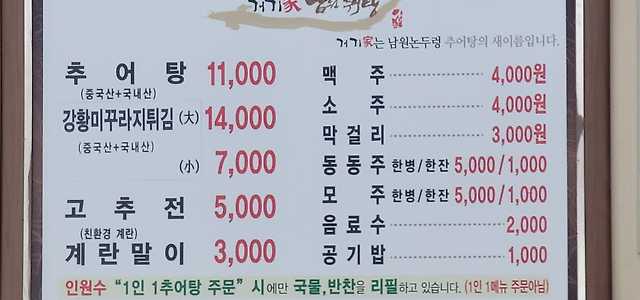 거기家 남원추어탕
거기家는 남원논두렁 추어탕의 새이름입니다.
추어탕 11,000
(중국산+국내산)
강황미꾸라지튀김 (大) 14,000
(중국산+국내산)
(小) 7,000
고추전 5,000
(친환경 계란)
계란말이 3,000
맥주 4,000원
소주 4,000원
막걸리 3,000원
동동주 한병/한잔 5,000/1,000
모주 한병/한잔 5,000/1,000
음료수 2,000
공기밥 1,000
인원수 "1인 1추어탕 주문" 시에만 국물,반찬을 리필하고 있습니다. (1인 1메뉴 주문아님)